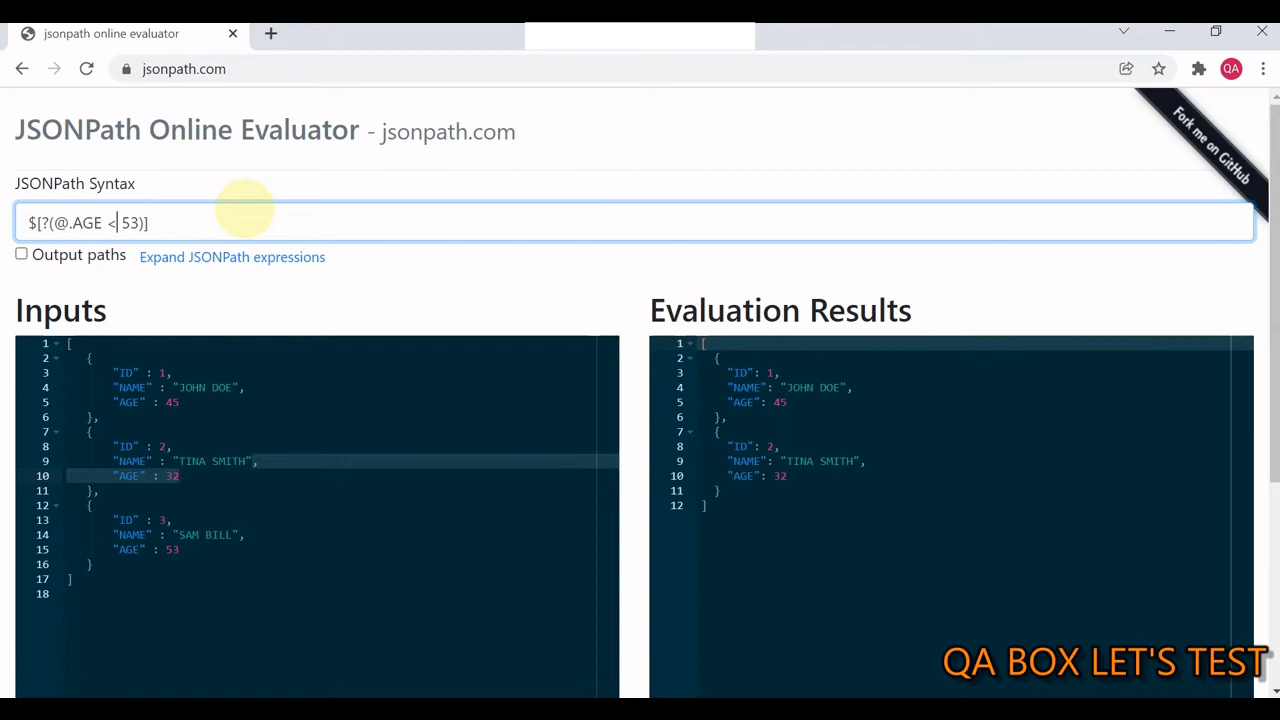 jsonpath online evaluator
jsonpath.com
QA
JSONPath Online Evaluator - jsonpath.com
Fork me on GitHub
JSONPath Syntax
$[?(@.AGE < 53)]
Output paths Expand JSONPath expressions
Inputs
1 [
2 {
3 "ID" : 1,
4 "NAME" : "JOHN DOE",
5 "AGE" : 45
6 },
7 {
8 "ID" : 2,
9 "NAME" : "TINA SMITH",
10 "AGE" : 32
11 },
12 {
13 "ID" : 3,
14 "NAME" : "SAM BILL",
15 "AGE" : 53
16 }
17 ]
18
Evaluation Results
1 [
2 {
3 "ID": 1,
4 "NAME": "JOHN DOE",
5 "AGE": 45
6 },
7 {
8 "ID": 2,
9 "NAME": "TINA SMITH",
10 "AGE": 32
11 }
12 ]
QA BOX LET'S TEST